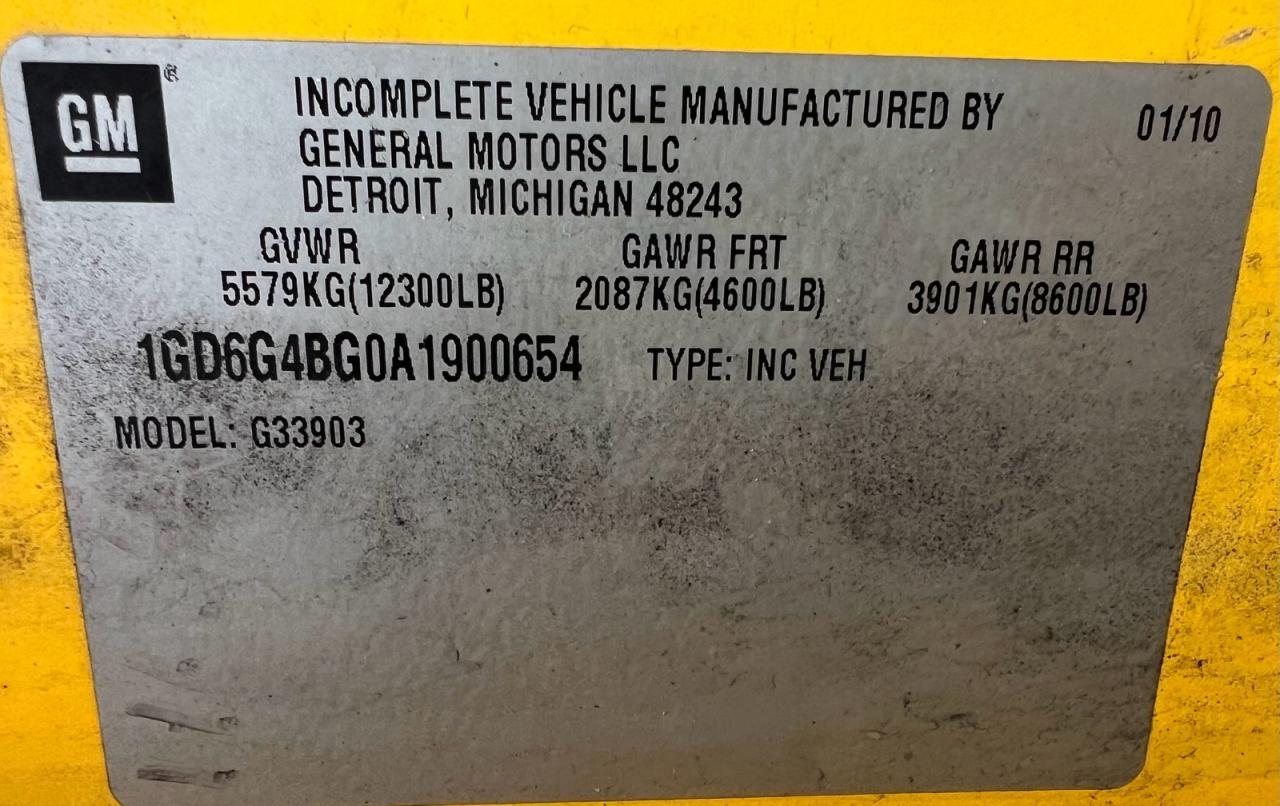 GM®
INCOMPLETE VEHICLE MANUFACTURED BY
01/10
GENERAL MOTORS LLC
DETROIT, MICHIGAN 48243
GVWR GAWR FRT GAWR RR
5579KG(12300LB) 2087KG(4600LB) 3901KG(8600LB)
1GD6G4BG0A1900654 TYPE: INC VEH
MODEL: G33903